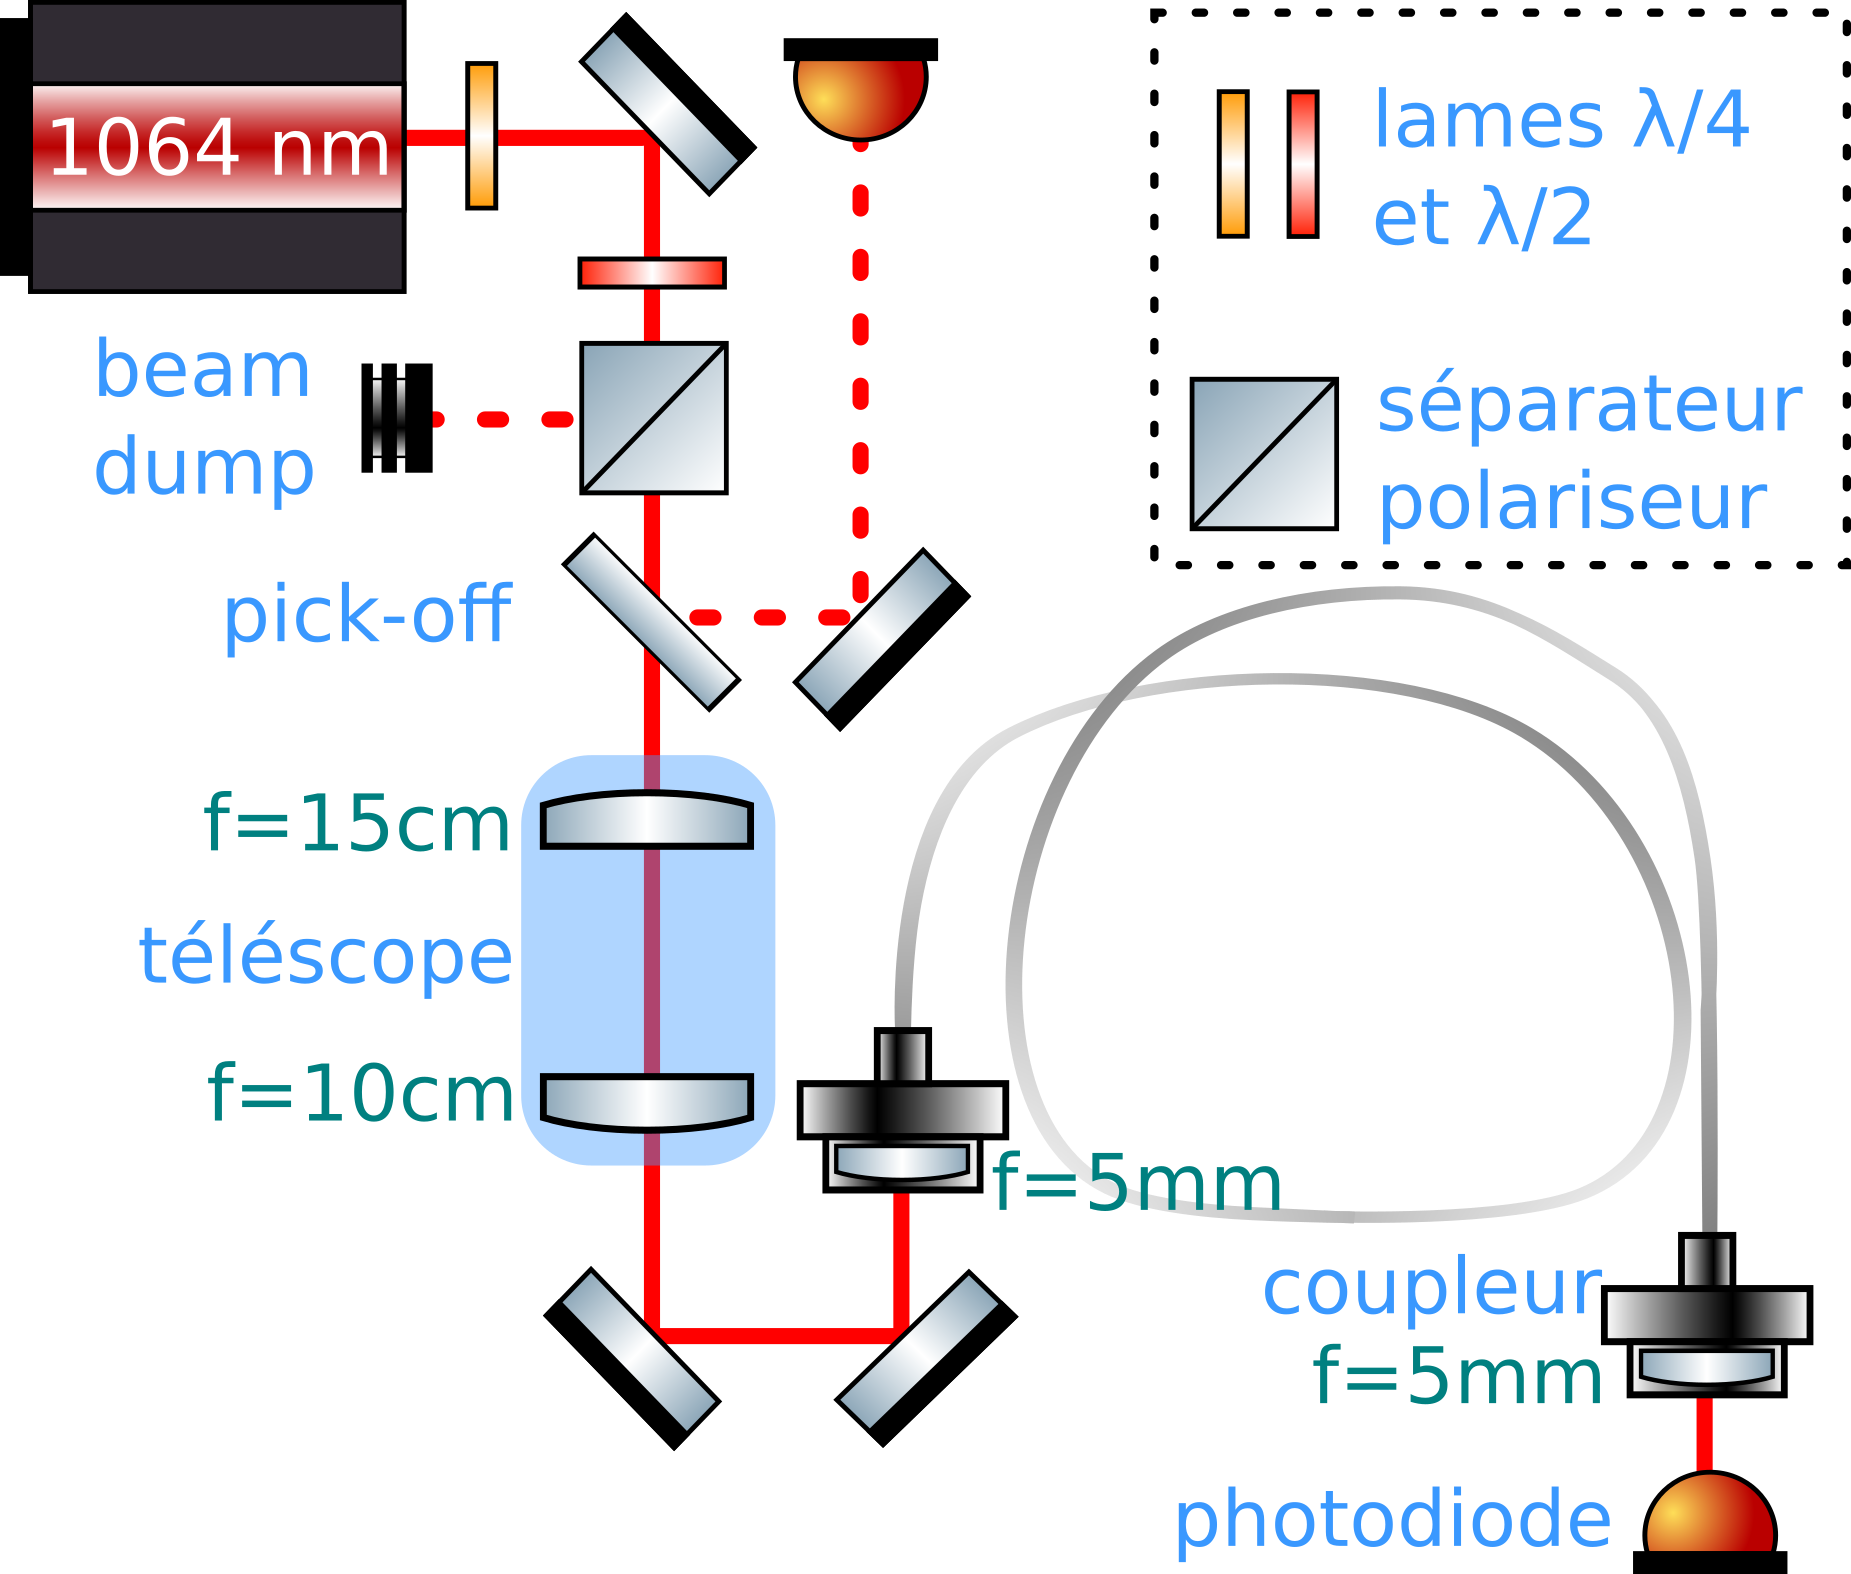 1064 nm
lames λ/4
et λ/2
beam
dump
séparateur
polariseur
pick-off
f=15cm
téléscope
f=10cm
f=5mm
coupleur
f=5mm
photodiode